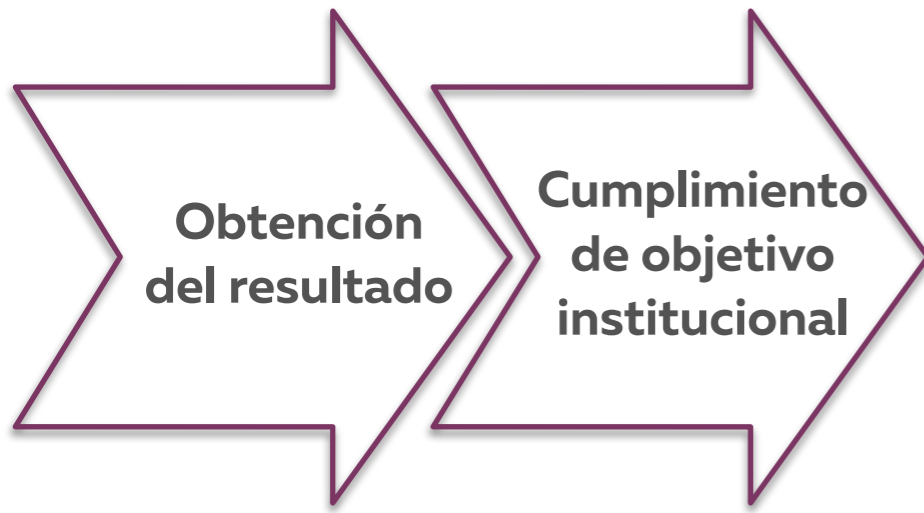 Obtención
del resultado
Cumplimiento
de objetivo
institucional